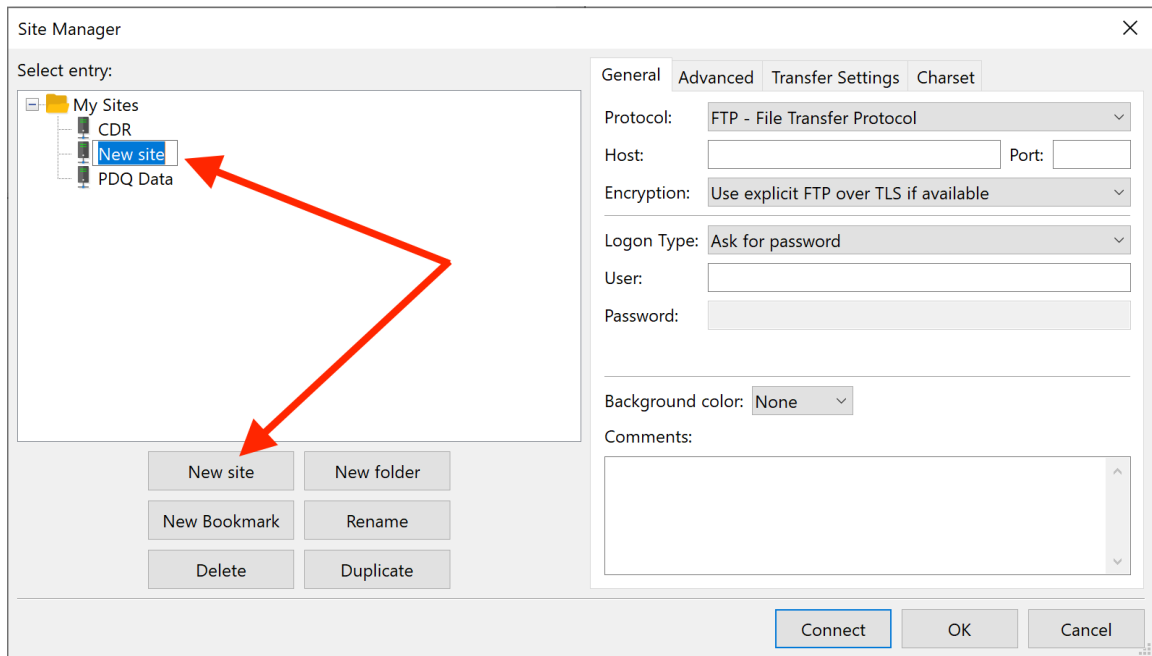 Site Manager
Select entry:
My Sites
CDR
New site
PDQ Data
New site
New folder
New Bookmark
Rename
Delete
Duplicate
General
Advanced
Transfer Settings
Charset
Protocol:
FTP - File Transfer Protocol
Host:
Port:
Encryption:
Use explicit FTP over TLS if available
Logon Type:
Ask for password
User:
Password:
Background color:
None
Comments:
Connect
OK
Cancel